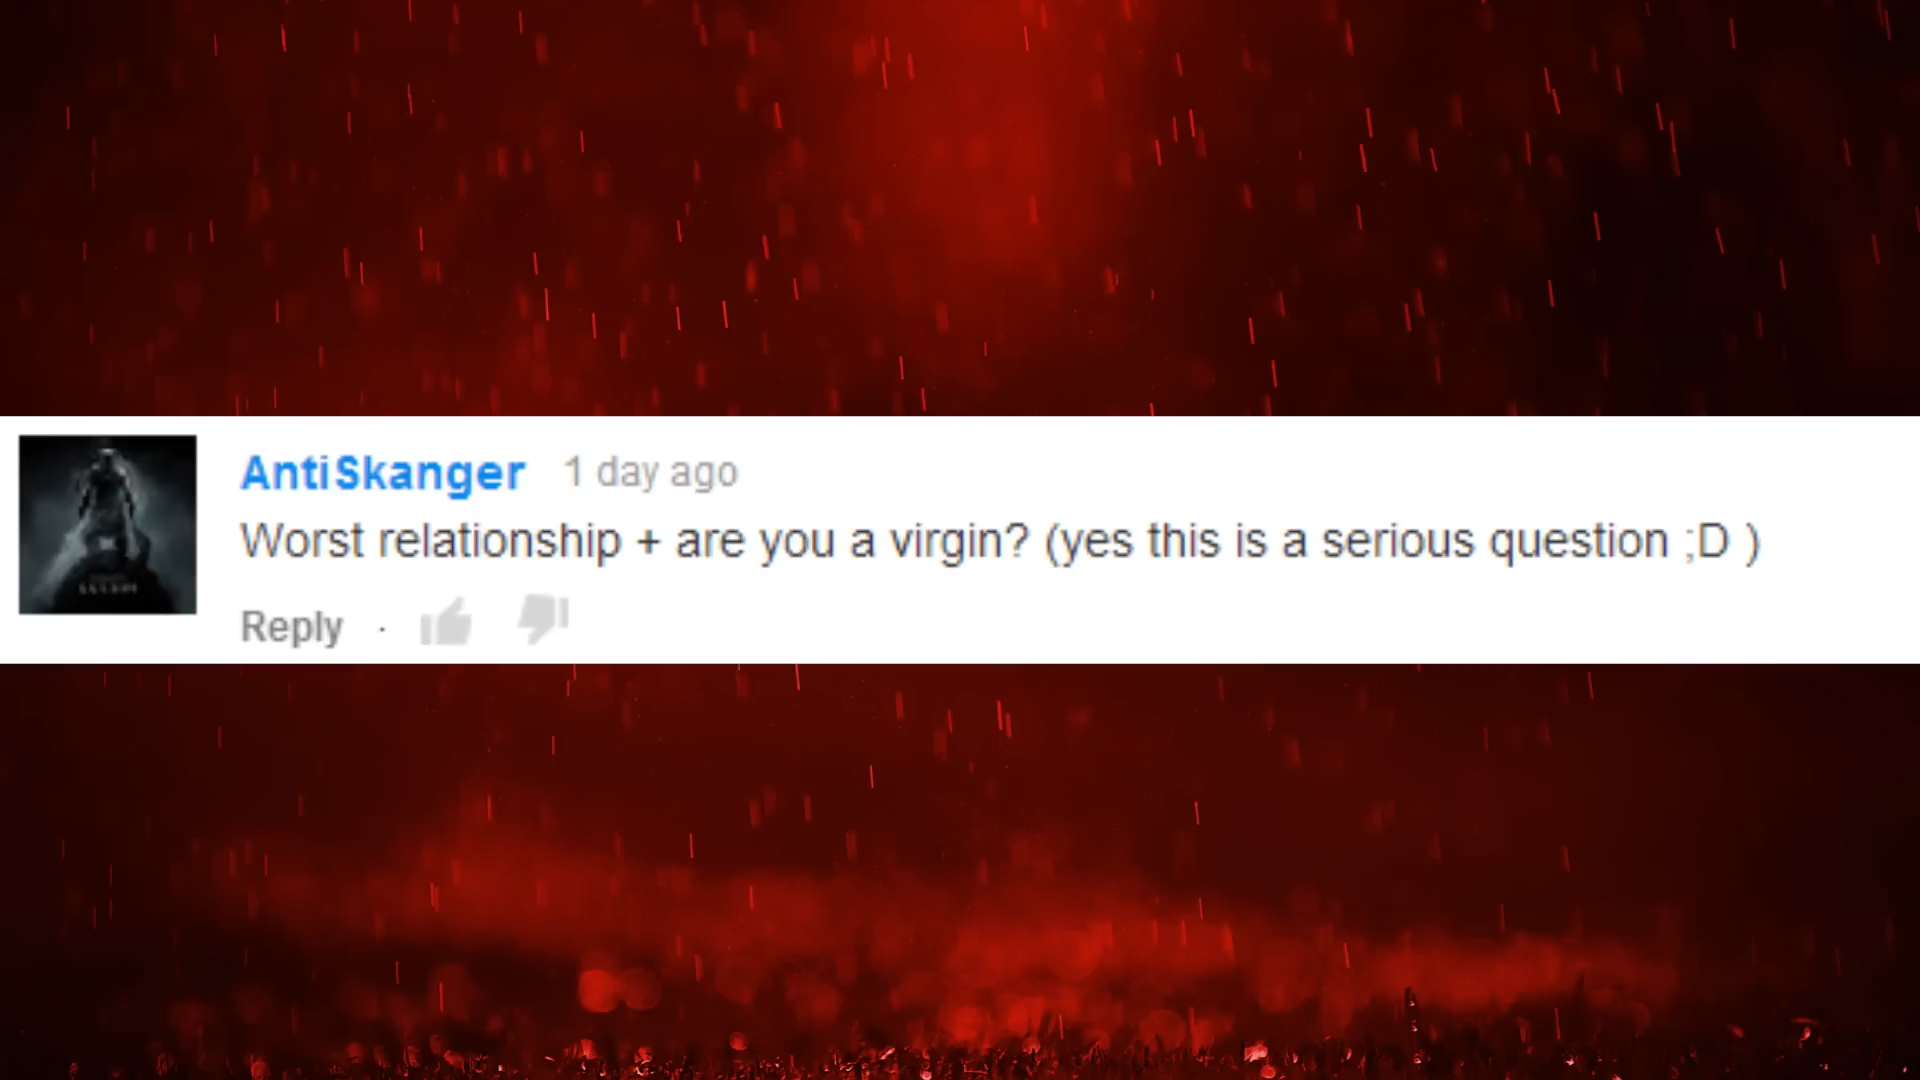 AntiSkanger 1 day ago
Worst relationship + are you a virgin? (yes this is a serious question ;D )
Reply ·